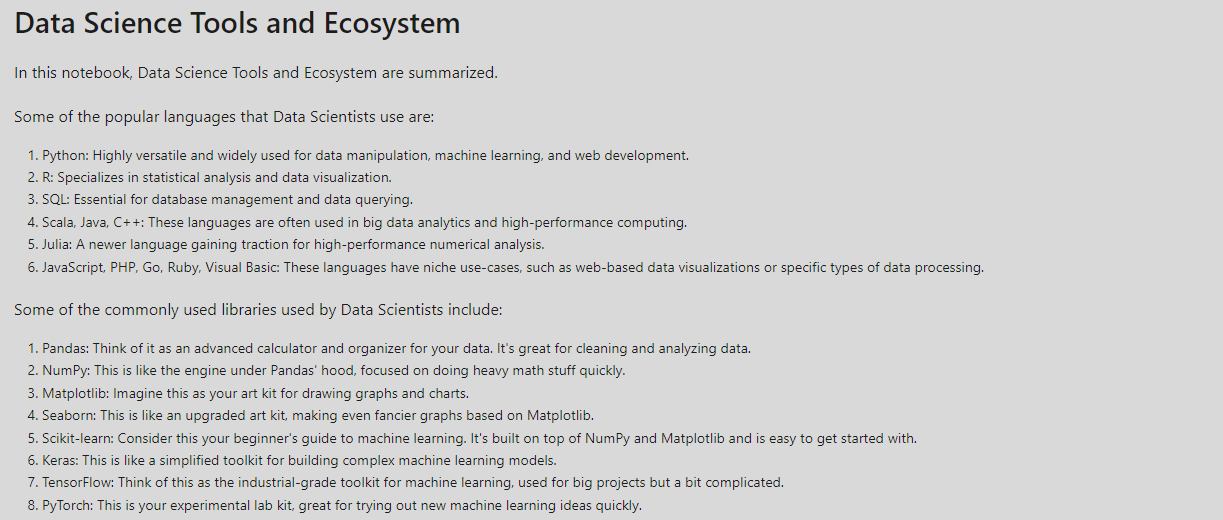 Data Science Tools and Ecosystem
In this notebook, Data Science Tools and Ecosystem are summarized.
Some of the popular languages that Data Scientists use are:
1. Python: Highly versatile and widely used for data manipulation, machine learning, and web development.
2. R: Specializes in statistical analysis and data visualization.
3. SQL: Essential for database management and data querying.
4. Scala, Java, C++: These languages are often used in big data analytics and high-performance computing.
5. Julia: A newer language gaining traction for high-performance numerical analysis.
6. JavaScript, PHP, Go, Ruby, Visual Basic: These languages have niche use-cases, such as web-based data visualizations or specific types of data processing.
Some of the commonly used libraries used by Data Scientists include:
1. Pandas: Think of it as an advanced calculator and organizer for your data. It's great for cleaning and analyzing data.
2. NumPy: This is like the engine under Pandas' hood, focused on doing heavy math stuff quickly.
3. Matplotlib: Imagine this as your art kit for drawing graphs and charts.
4. Seaborn: This is like an upgraded art kit, making even fancier graphs based on Matplotlib.
5. Scikit-learn: Consider this your beginner's guide to machine learning. It's built on top of NumPy and Matplotlib and is easy to get started with.
6. Keras: This is like a simplified toolkit for building complex machine learning models.
7. TensorFlow: Think of this as the industrial-grade toolkit for machine learning, used for big projects but a bit complicated.
8. PyTorch: This is your experimental lab kit, great for trying out new machine learning ideas quickly.